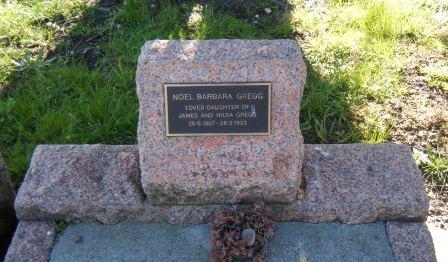 NOEL BARBARA GREGG
LOVED DAUGHTER OF
JAMES AND HILDA GREGG
29·6·1927 - 28·3·1933